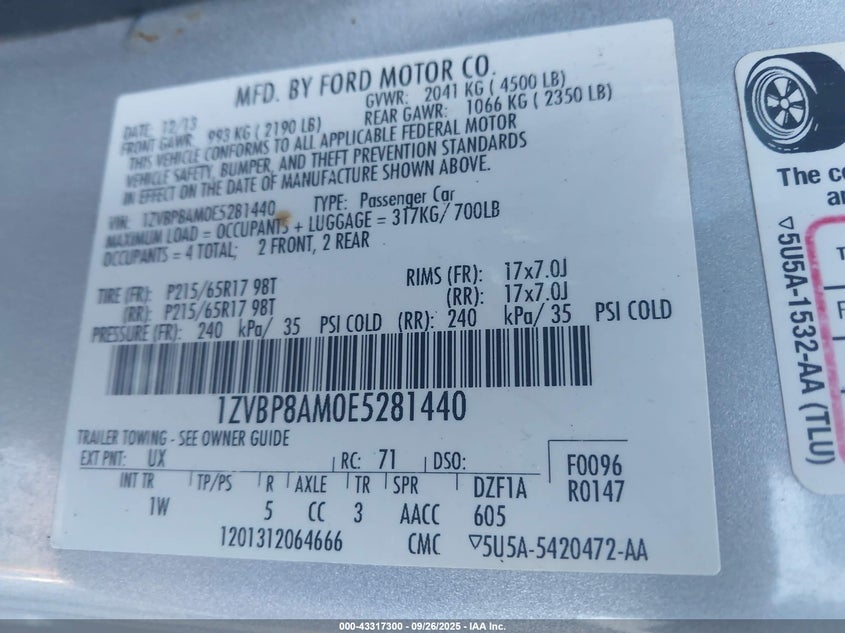 MFD. BY FORD MOTOR CO.
DATE: 12/13 GVWR: 2041 KG ( 4500 LB)
FRONT GAWR: 993 KG ( 2190 LB) REAR GAWR: 1066 KG ( 2350 LB)
THIS VEHICLE CONFORMS TO ALL APPLICABLE FEDERAL MOTOR
VEHICLE SAFETY, BUMPER, AND THEFT PREVENTION STANDARDS
IN EFFECT ON THE DATE OF MANUFACTURE SHOWN ABOVE.
VIN: 1ZVBP8AM0E5281440 TYPE: Passenger Car
MAXIMUM LOAD = OCCUPANTS + LUGGAGE = 317KG/ 700LB
OCCUPANTS = 4 TOTAL; 2 FRONT, 2 REAR
TIRE (FR): P215/65R17 98T RIMS (FR): 17x7.0J
(RR): P215/65R17 98T (RR): 17x7.0J
PRESSURE (FR): 240 kPa/ 35 PSI COLD (RR): 240 kPa/ 35 PSI COLD
1ZVBP8AM0E5281440
TRAILER TOWING - SEE OWNER GUIDE
EXT PNT: UX RC: 71 DSO: F0096
INT TR TP/PS R AXLE TR SPR DZF1A R0147
1W 5 CC 3 AACC 605
1201312064666 CMC ▽5U5A-5420472-AA
The
▽5U5A-1532-AA (TLU)
000-43317300 - 09/26/2025 - IAA Inc.